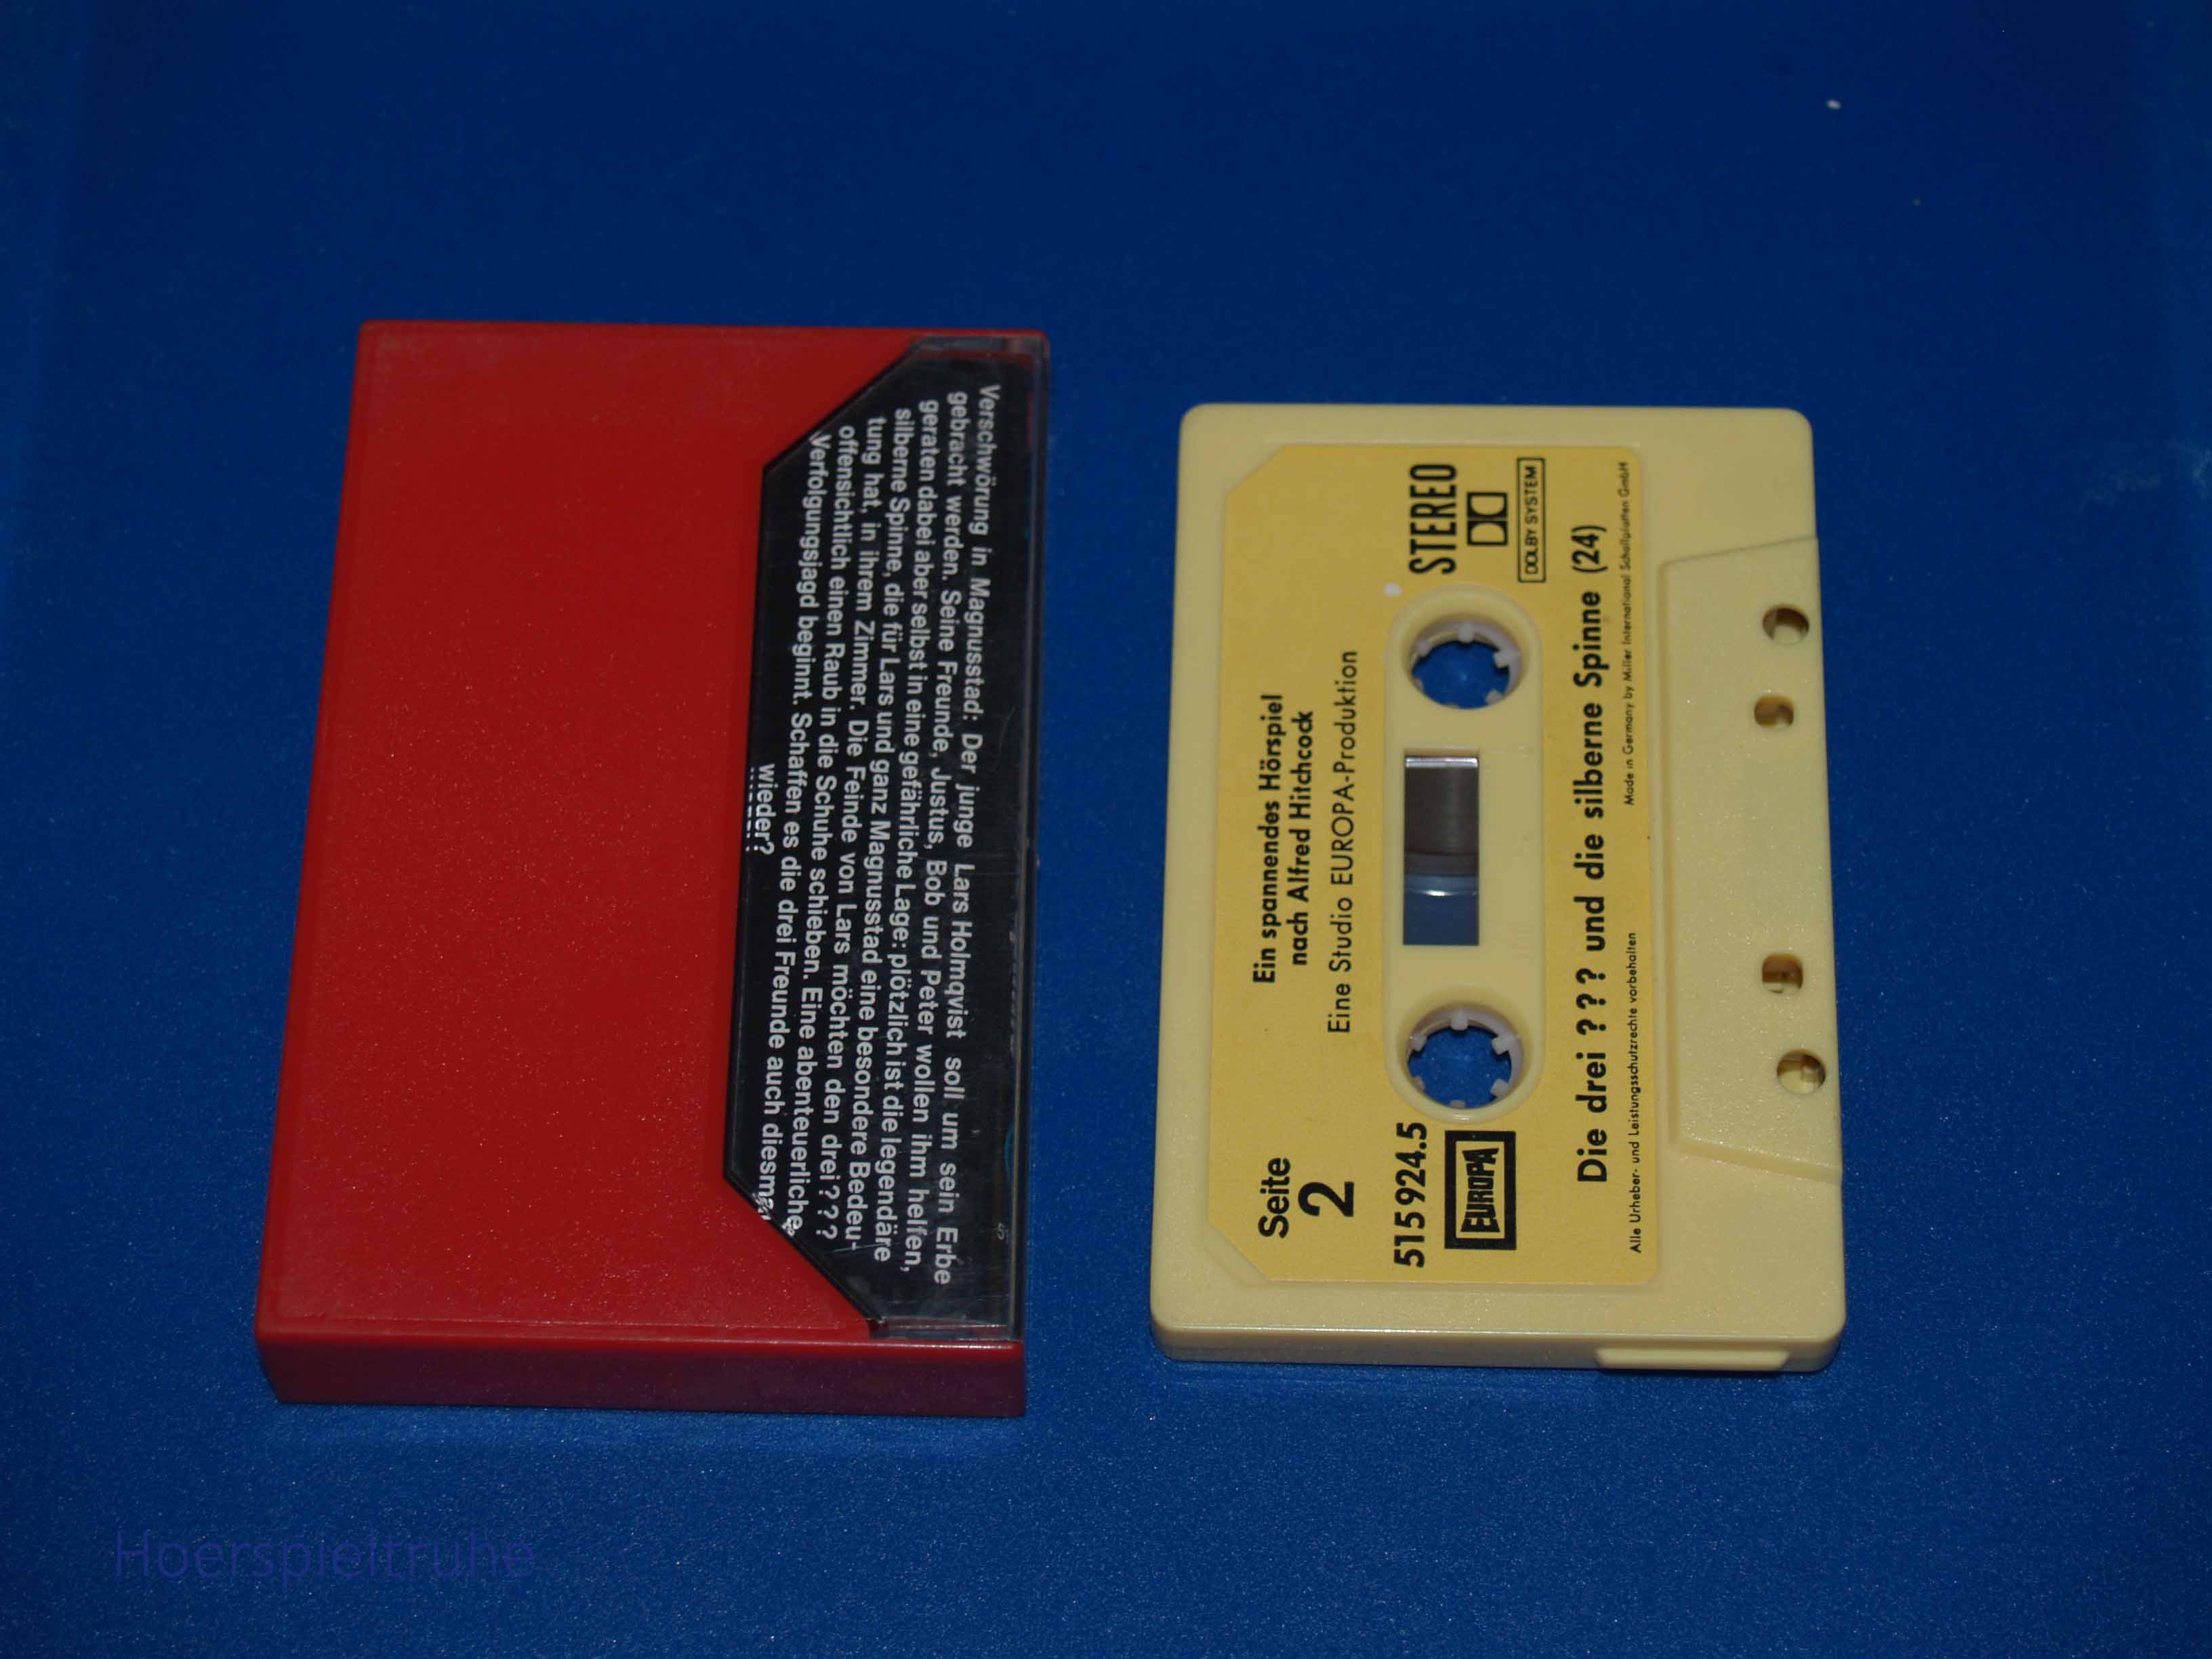 Verschwörung in Magnusstad: Der junge Lars Holmqvist soll um sein Erbe
gebracht werden. Seine Freunde, Justus, Bob und Peter wollen ihm helfen,
geraten dabei aber selbst in eine gefährliche Lage: plötzlich ist die legendäre
silberne Spinne, die für Lars und ganz Magnusstad eine besondere Bedeu-
tung hat, in ihrem Zimmer. Die Feinde von Lars möchten den drei ???
offensichtlich einen Raub in die Schuhe schieben. Eine abenteuerliche
Verfolgungsjagd beginnt. Schaffen es die drei Freunde auch diesmal
wieder?
Ein spannendes Hörspiel
nach Alfred Hitchcock
Eine Studio EUROPA-Produktion
Seite
2
515 924.5
EUROPA
STEREO
DOLBY SYSTEM
Die drei ? ? ? und die silberne Spinne (24)
Alle Urheber- und Leistungsschutzrechte vorbehalten
Made in Germany by Miller International Schallplatten GmbH
Hoerspieltruhe